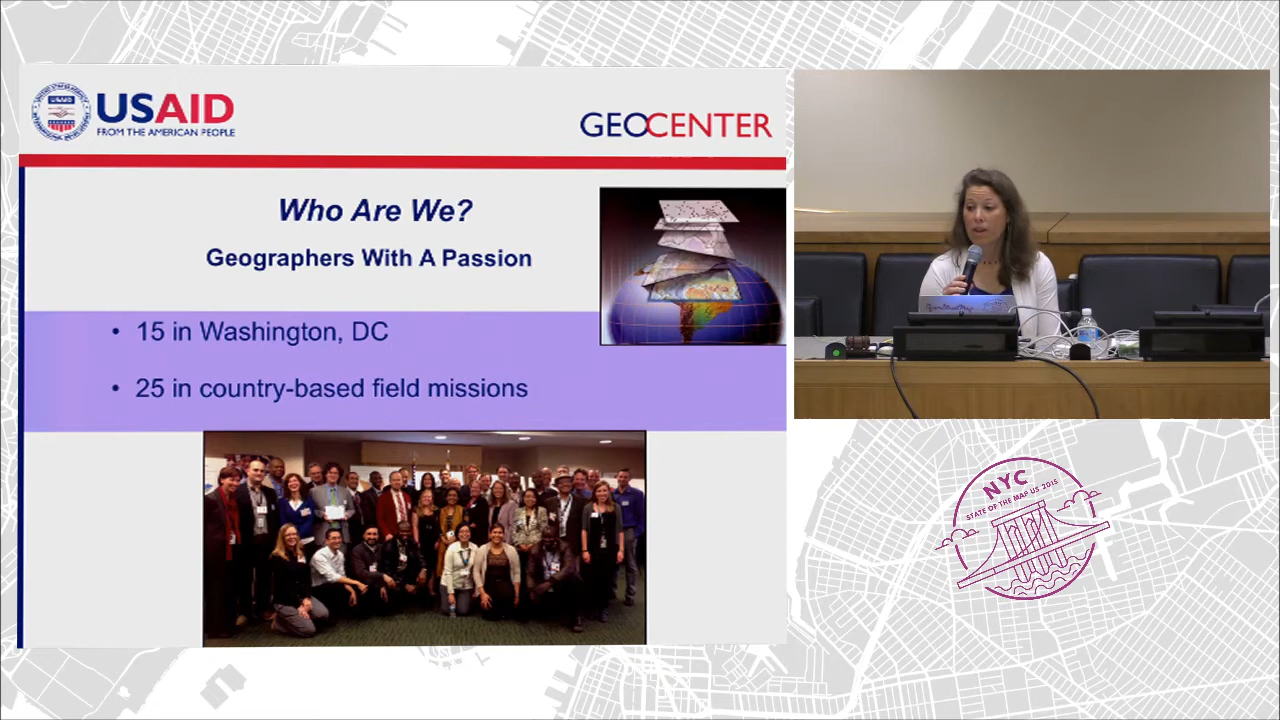 USAID
FROM THE AMERICAN PEOPLE
GEOCENTER
Who Are We?
Geographers With A Passion
• 15 in Washington, DC
• 25 in country-based field missions
NYC
STATE OF THE MAP US 2015